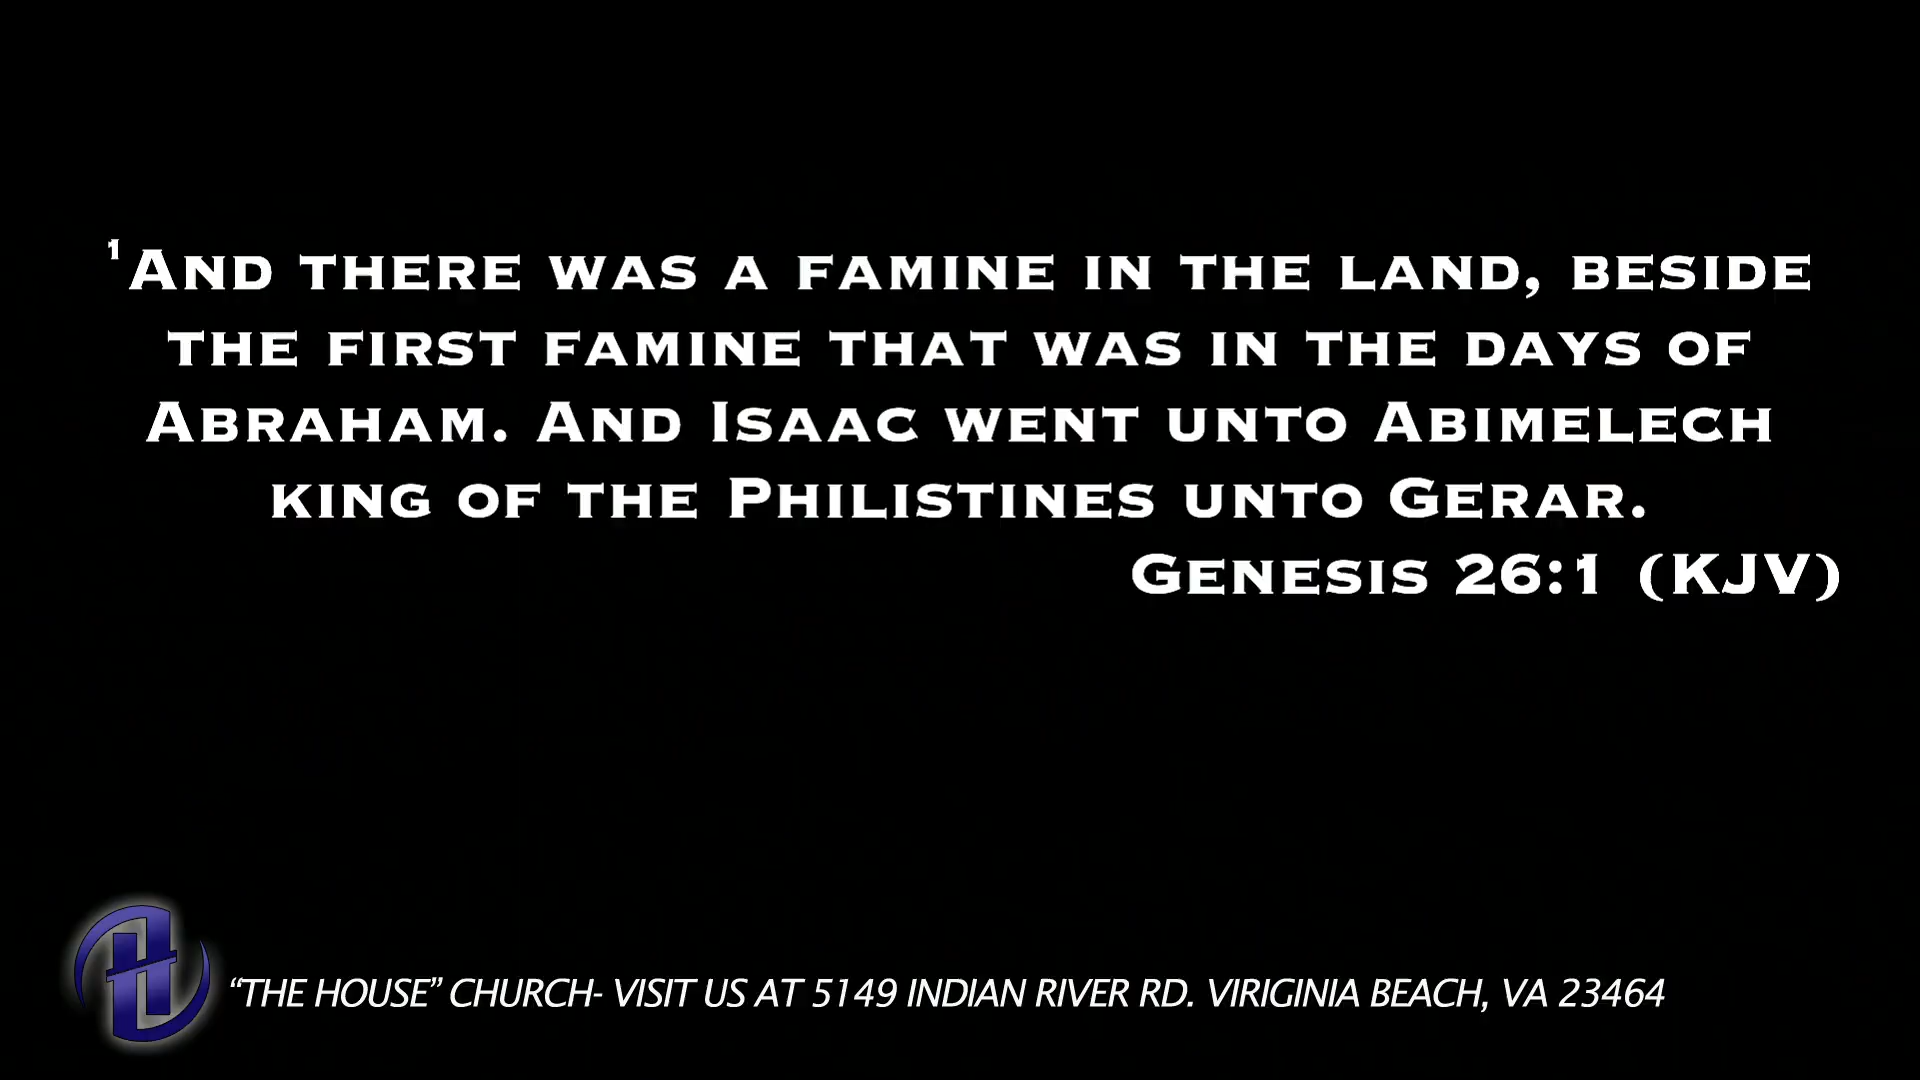 ¹And there was a famine in the land, beside
the first famine that was in the days of
Abraham. And Isaac went unto Abimelech
king of the Philistines unto Gerar.
Genesis 26:1 (KJV)
“THE HOUSE” CHURCH- VISIT US AT 5149 INDIAN RIVER RD. VIRIGINIA BEACH, VA 23464